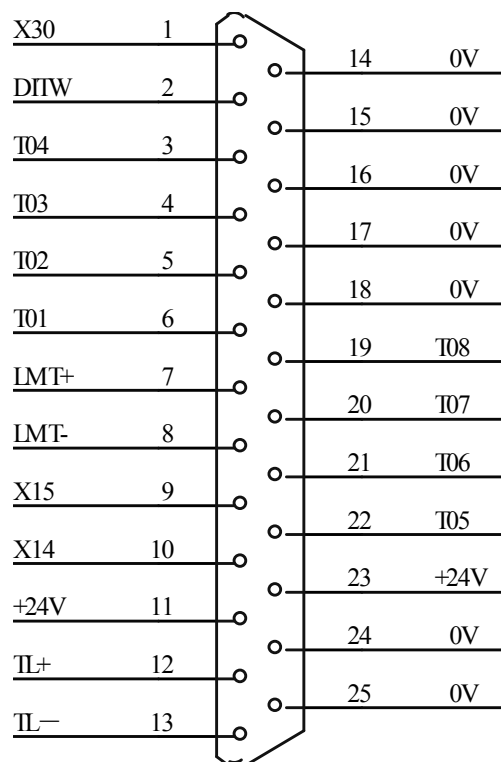 X30 1
14 0V
DITW 2
15 0V
T04 3
16 0V
T03 4
17 0V
T02 5
18 0V
T01 6
19 T08
LMT+ 7
20 T07
LMT- 8
21 T06
X15 9
22 T05
X14 10
23 +24V
+24V 11
24 0V
TL+ 12
25 0V
TL— 13